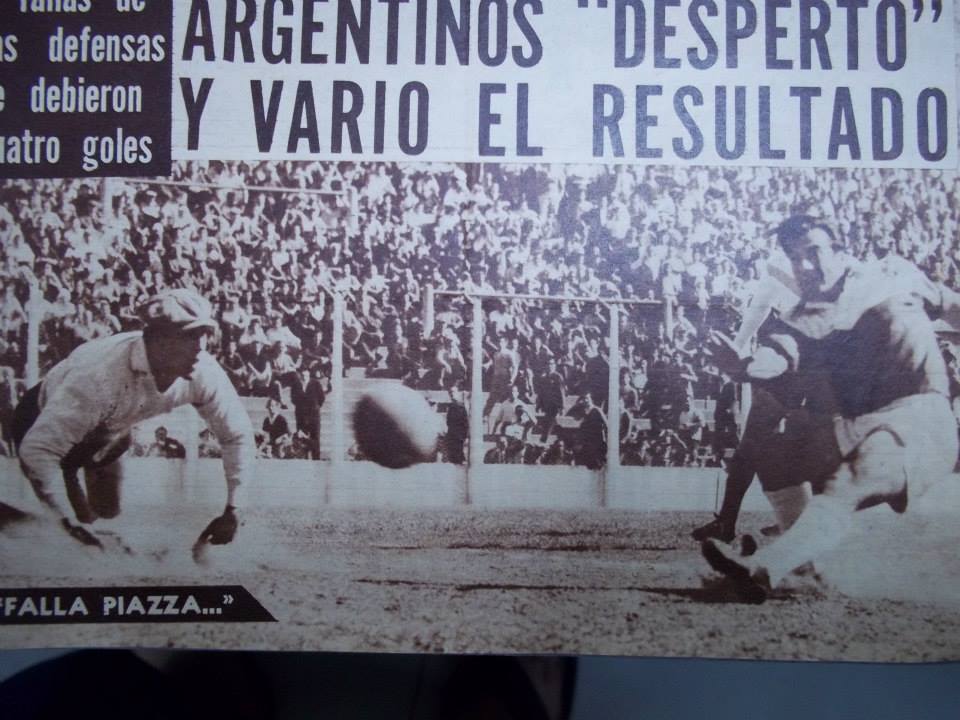 fallas de
as defensas
e debieron
uatro goles
ARGENTINOS "DESPERTO"
Y VARIO EL RESULTADO
"FALLA PIAZZA..."